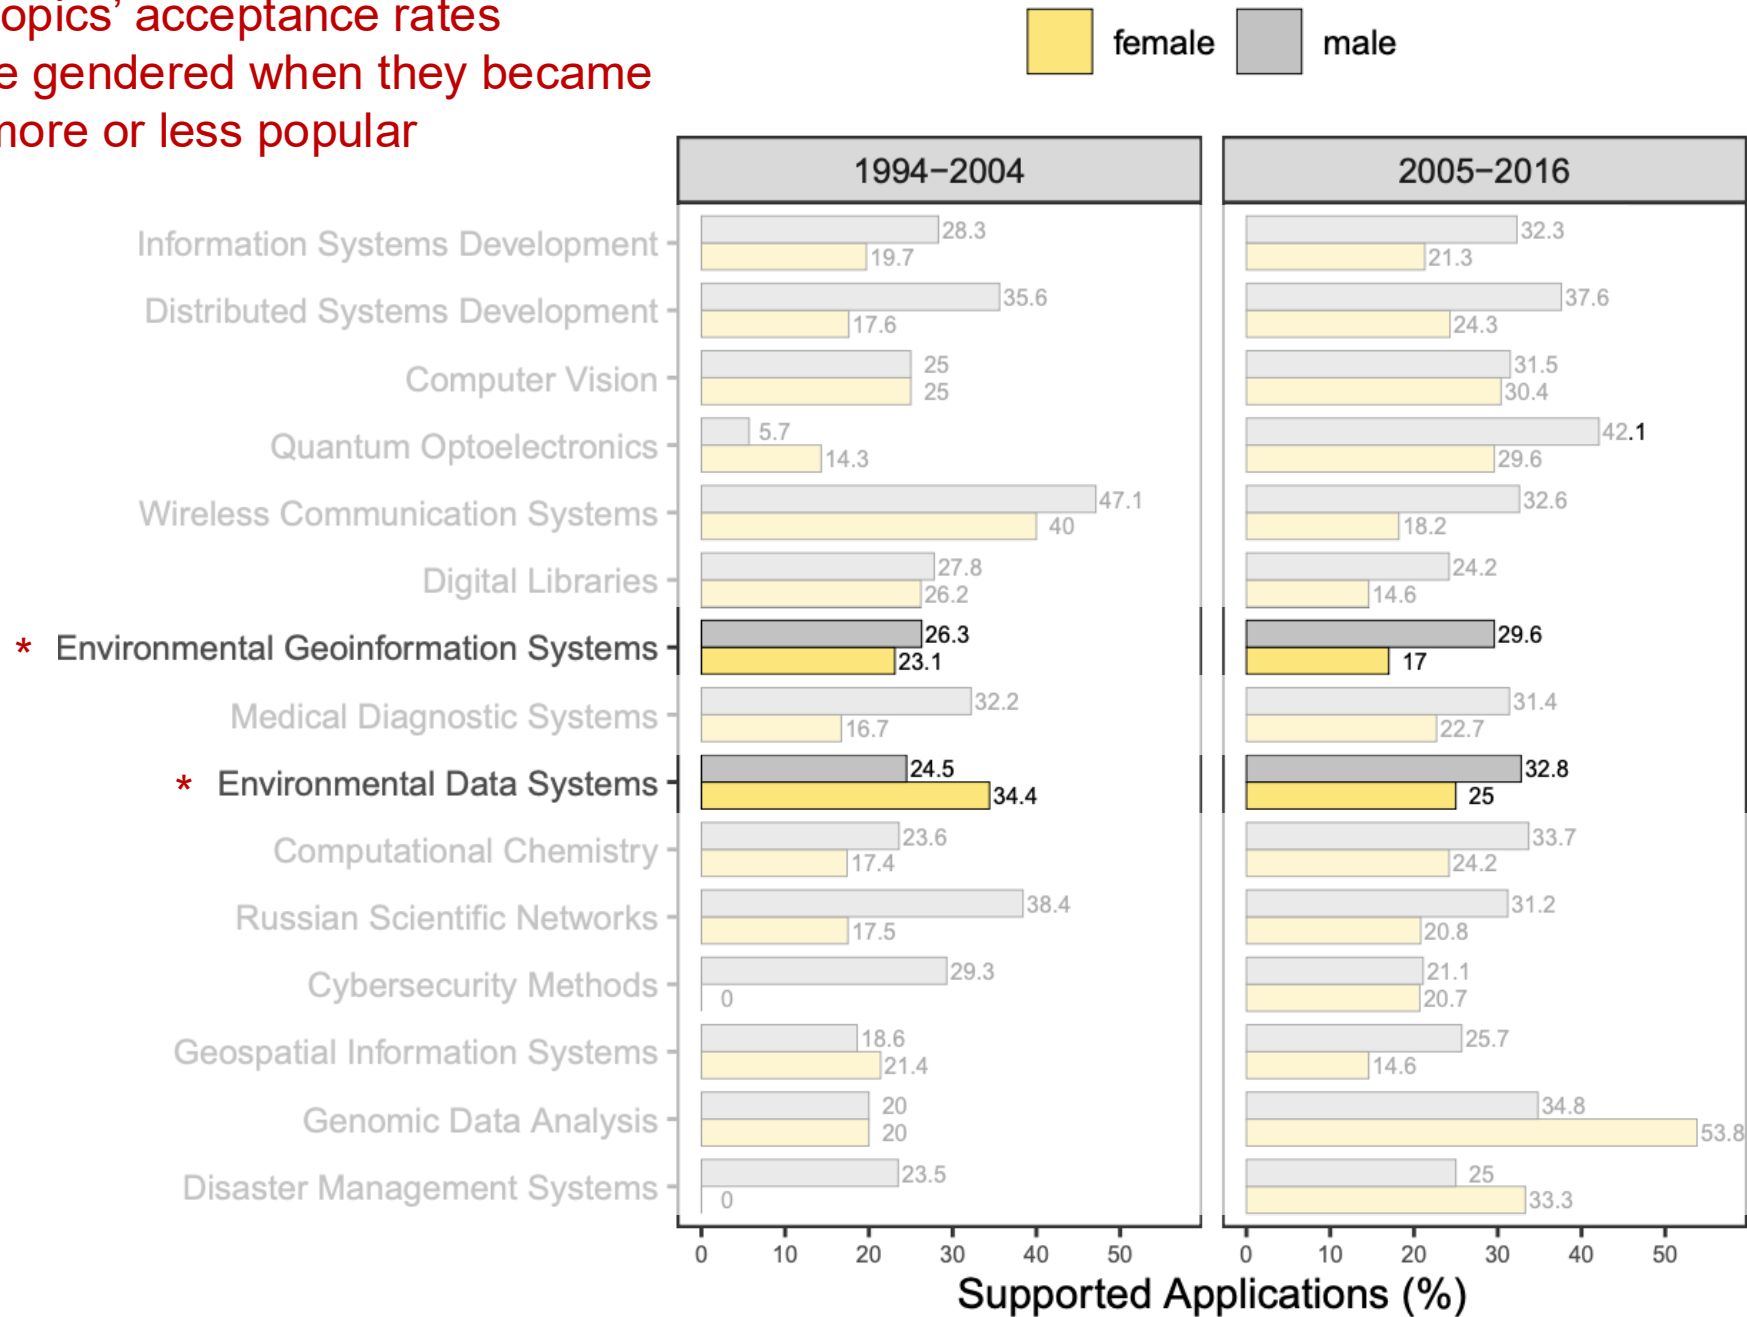 opics’ acceptance rates
e gendered when they became
more or less popular
female male
1994−2004 2005−2016
Information Systems Development 28.3 32.3
19.7 21.3
Distributed Systems Development 35.6 37.6
17.6 24.3
Computer Vision 25 31.5
25 30.4
Quantum Optoelectronics 5.7 42.1
14.3 29.6
Wireless Communication Systems 47.1 32.6
40 18.2
Digital Libraries 27.8 24.2
26.2 14.6
* Environmental Geoinformation Systems 26.3 29.6
23.1 17
Medical Diagnostic Systems 32.2 31.4
16.7 22.7
* Environmental Data Systems 24.5 32.8
34.4 25
Computational Chemistry 23.6 33.7
17.4 24.2
Russian Scientific Networks 38.4 31.2
17.5 20.8
Cybersecurity Methods 29.3 21.1
0 20.7
Geospatial Information Systems 18.6 25.7
21.4 14.6
Genomic Data Analysis 20 34.8
20 53.8
Disaster Management Systems 23.5 25
0 33.3
0 10 20 30 40 50 0 10 20 30 40 50
Supported Applications (%)